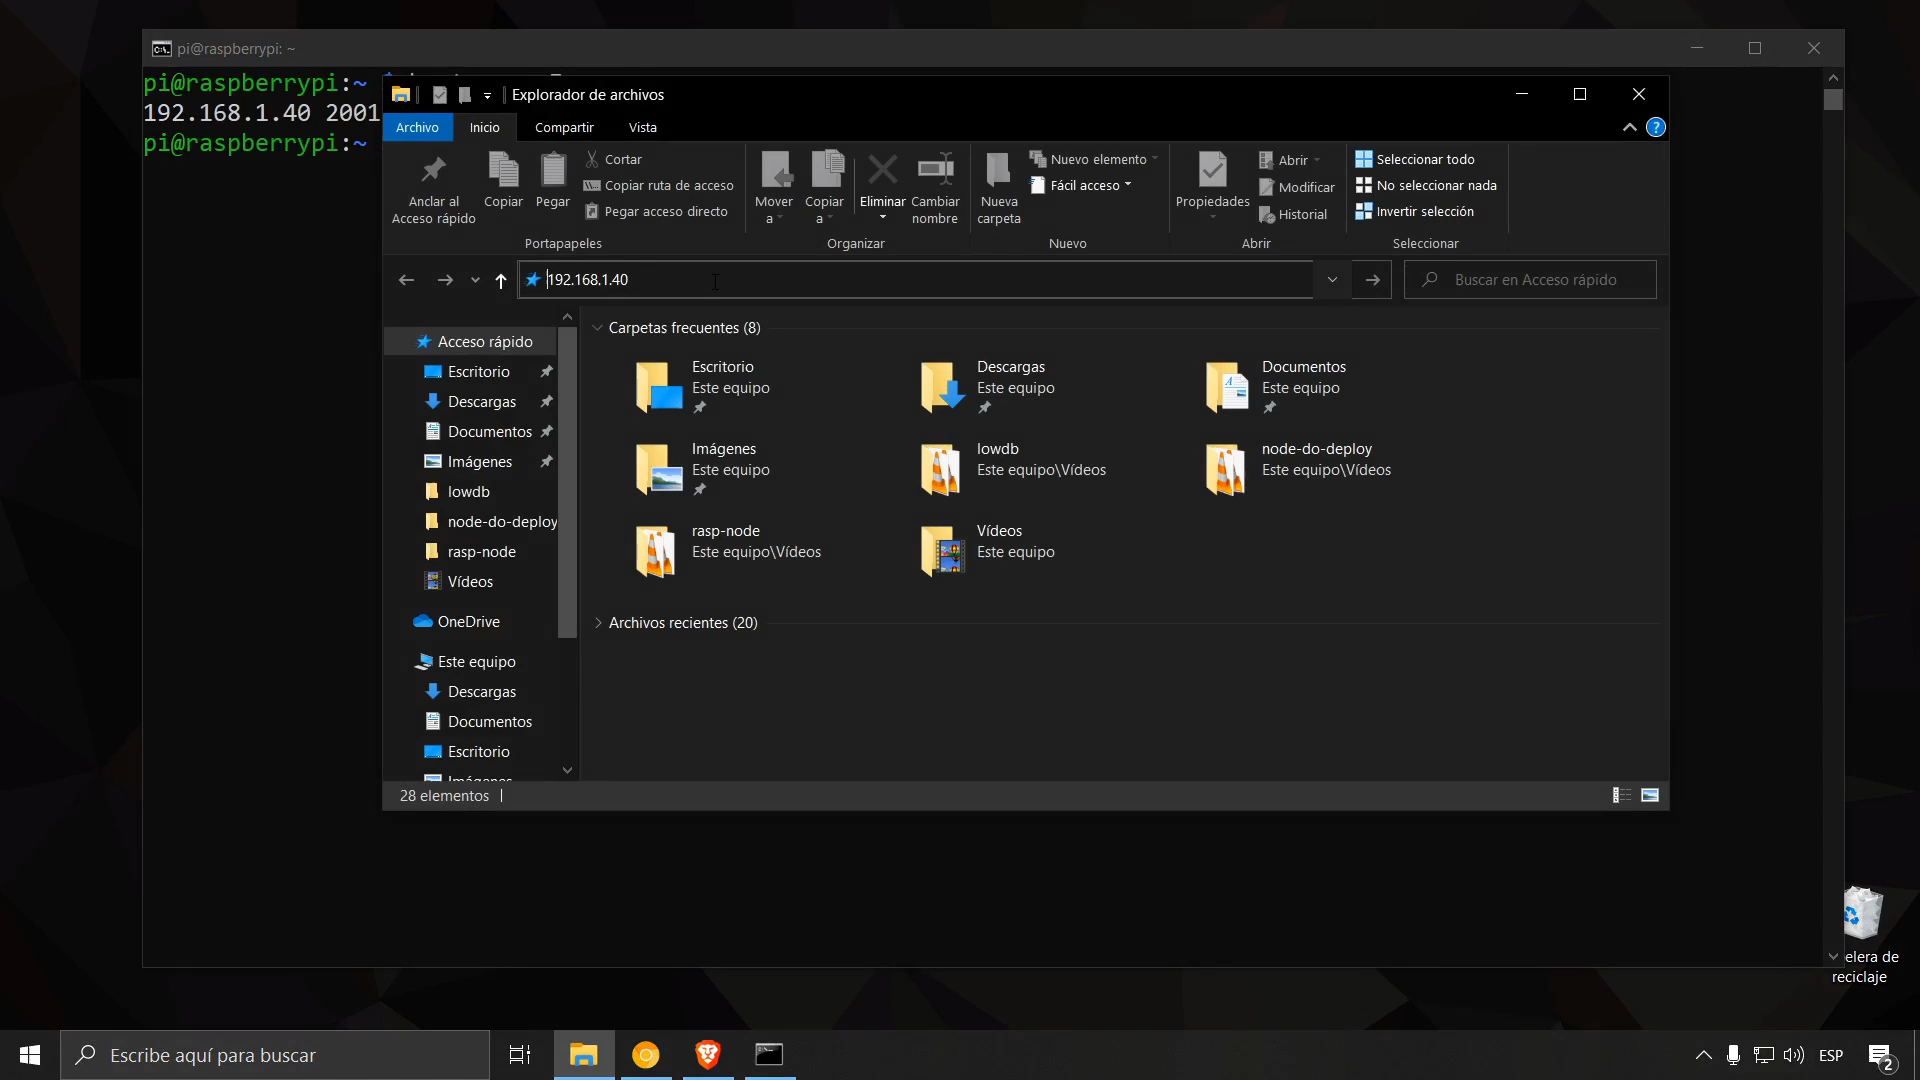 pi@raspberrypi: ~
pi@raspberrypi:~
192.168.1.40 2001
pi@raspberrypi:~
Explorador de archivos
Archivo
Inicio
Compartir
Vista
Anclar al
Acceso rápido
Copiar
Pegar
Cortar
Copiar ruta de acceso
Pegar acceso directo
Portapapeles
Mover
a
Copiar
a
Eliminar
Cambiar
nombre
Organizar
Nueva
carpeta
Nuevo elemento
Fácil acceso
Nuevo
Propiedades
Abrir
Modificar
Historial
Abrir
Seleccionar todo
No seleccionar nada
Invertir selección
Seleccionar
192.168.1.40
Buscar en Acceso rápido
Acceso rápido
Escritorio
Descargas
Documentos
Imágenes
lowdb
node-do-deploy
rasp-node
Vídeos
OneDrive
Este equipo
Descargas
Documentos
Escritorio
Imágenes
Carpetas frecuentes (8)
Escritorio
Este equipo
Descargas
Este equipo
Documentos
Este equipo
Imágenes
Este equipo
lowdb
Este equipo\Vídeos
node-do-deploy
Este equipo\Vídeos
rasp-node
Este equipo\Vídeos
Vídeos
Este equipo
Archivos recientes (20)
28 elementos
elera de
reciclaje
Escribe aquí para buscar
ESP
2